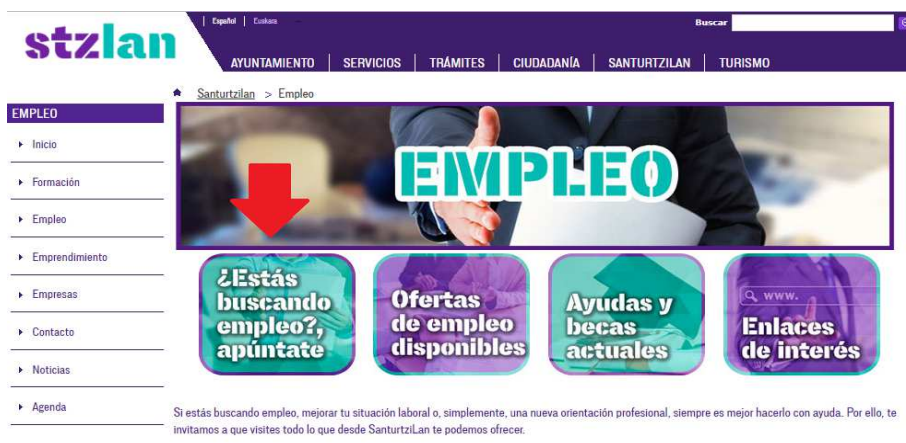 stzlan
Español | Euskara
Buscar
AYUNTAMIENTO | SERVICIOS | TRÁMITES | CIUDADANÍA | SANTURTZILAN | TURISMO
Santurtzilan > Empleo
EMPLEO
Inicio
Formación
Empleo
Emprendimiento
Empresas
Contacto
Noticias
Agenda
EMPLEO
¿Estás
buscando
empleo?,
apúntate
Ofertas
de empleo
disponibles
Ayudas y
becas
actuales
www.
Enlaces
de interés
Si estás buscando empleo, mejorar tu situación laboral o, simplemente, una nueva orientación profesional, siempre es mejor hacerlo con ayuda. Por ello, te
invitamos a que visites todo lo que desde SanturtziLan te podemos ofrecer.